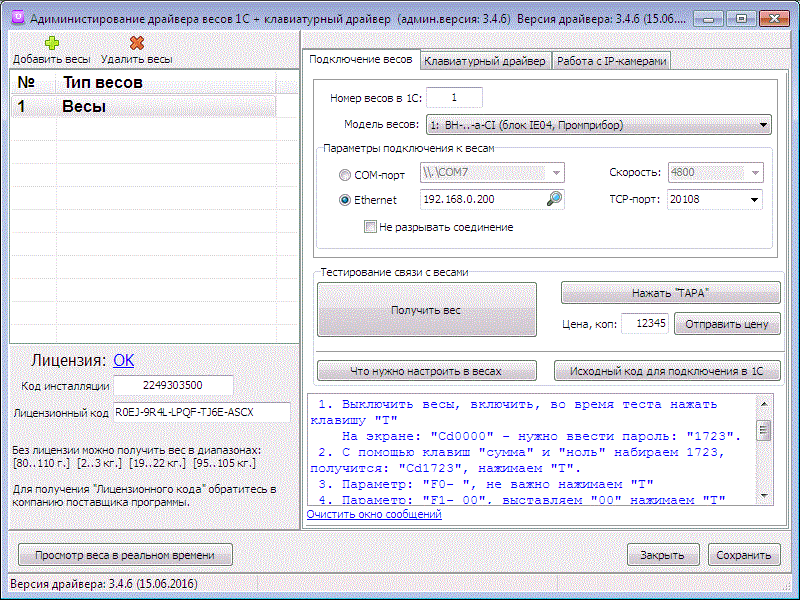 Администирование драйвера весов 1С + клавиатурный драйвер (админ.версия: 3.4.6) Версия драйвера: 3.4.6 (15.06....
Добавить весы Удалить весы
№ Тип весов
1 Весы
Лицензия: OK
Код инсталляции 2249303500
Лицензионный код R0EJ-9R4L-LPQF-TJ6E-ASCX
Без лицензии можно получить вес в диапазонах:
[80..110 г.] [2..3 кг.] [19..22 кг.] [95..105 кг.]
Для получения "Лицензионного кода" обратитесь в
компанию поставщика программы.
Подключение весов Клавиатурный драйвер Работа с IP-камерами
Номер весов в 1С: 1
Модель весов: 1: ВН-..-а-CI (блок IE04, Промприбор)
Параметры подключения к весам
COM-порт \\.\COM7 Скорость: 4800
Ethernet 192.168.0.200 TCP-порт: 20108
Не разрывать соединение
Тестирование связи с весами
Получить вес Нажать "ТАРА"
Цена, коп: 12345 Отправить цену
Что нужно настроить в весах Исходный код для подключения в 1С
1. Выключить весы, включить, во время теста нажать
клавишу "Т"
На экране: "Cd0000" - нужно ввести пароль: "1723".
2. С помощью клавиш "сумма" и "ноль" набираем 1723,
получится: "Cd1723", нажимаем "Т".
3. Параметр: "F0- ", не важно нажимаем "Т"
4. Параметр: "F1- 00", выставляем "00" нажимаем "Т"
Очистить окно сообщений
Просмотр веса в реальном времени Закрыть Сохранить
Версия драйвера: 3.4.6 (15.06.2016)